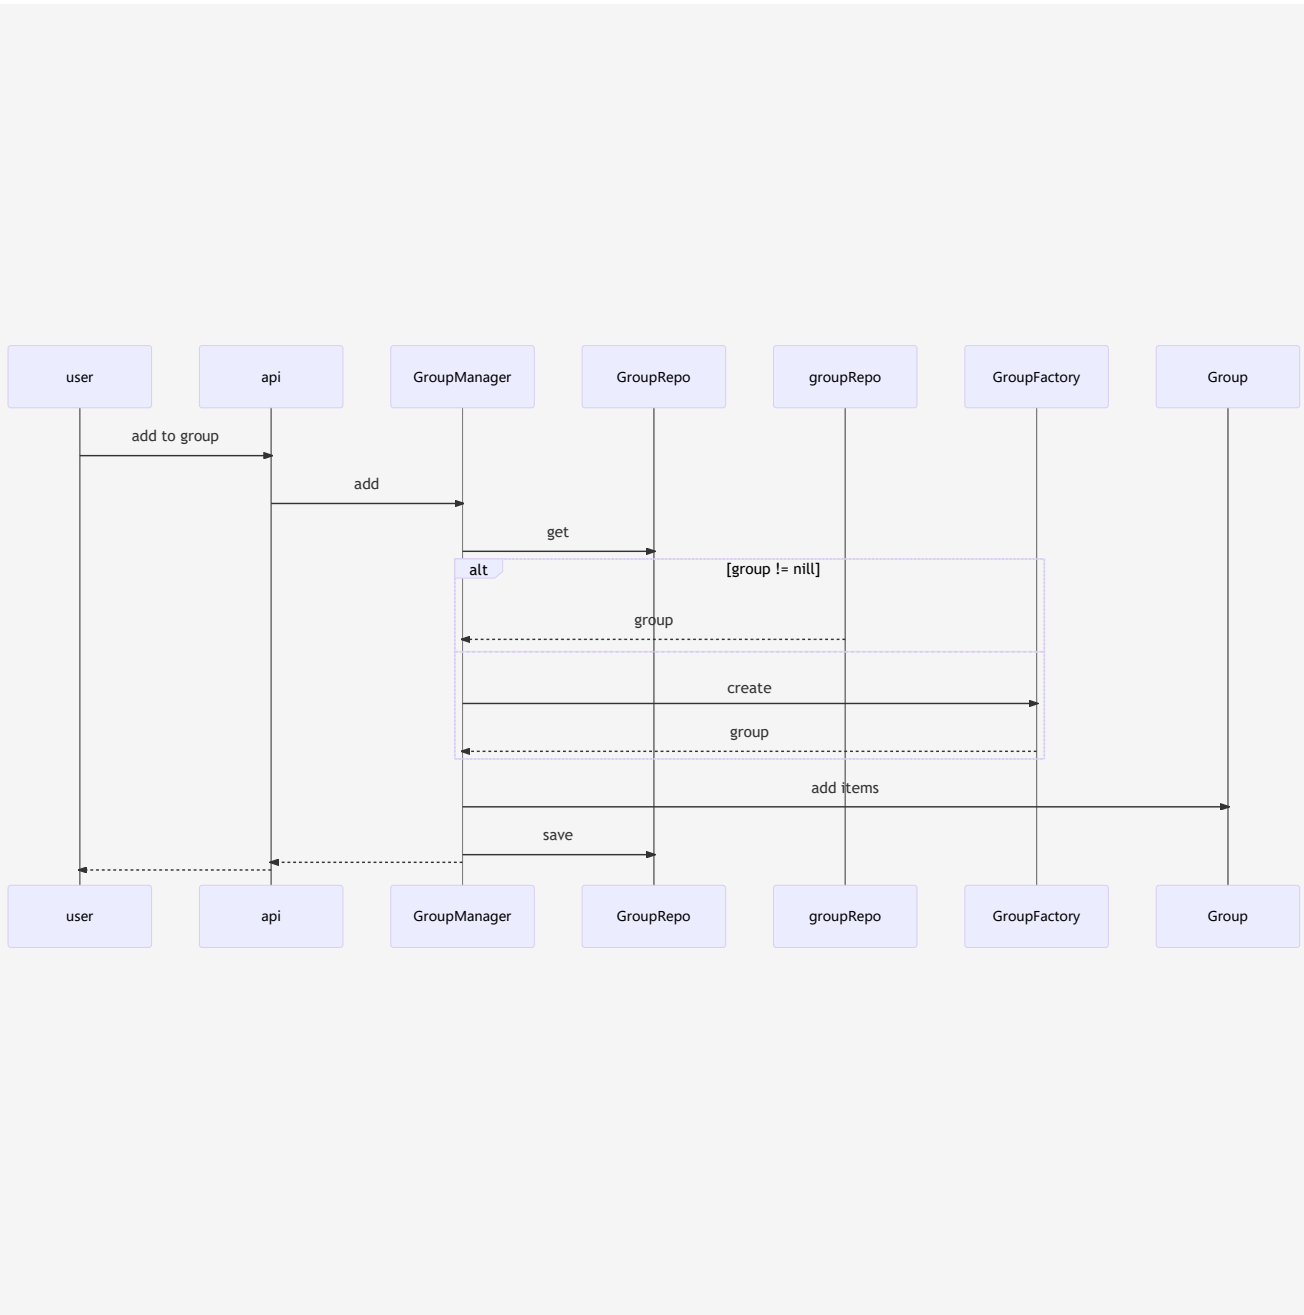 user
api
GroupManager
GroupRepo
groupRepo
GroupFactory
Group
add to group
add
get
alt
[group != nill]
group
create
group
add items
save
user
api
GroupManager
GroupRepo
groupRepo
GroupFactory
Group